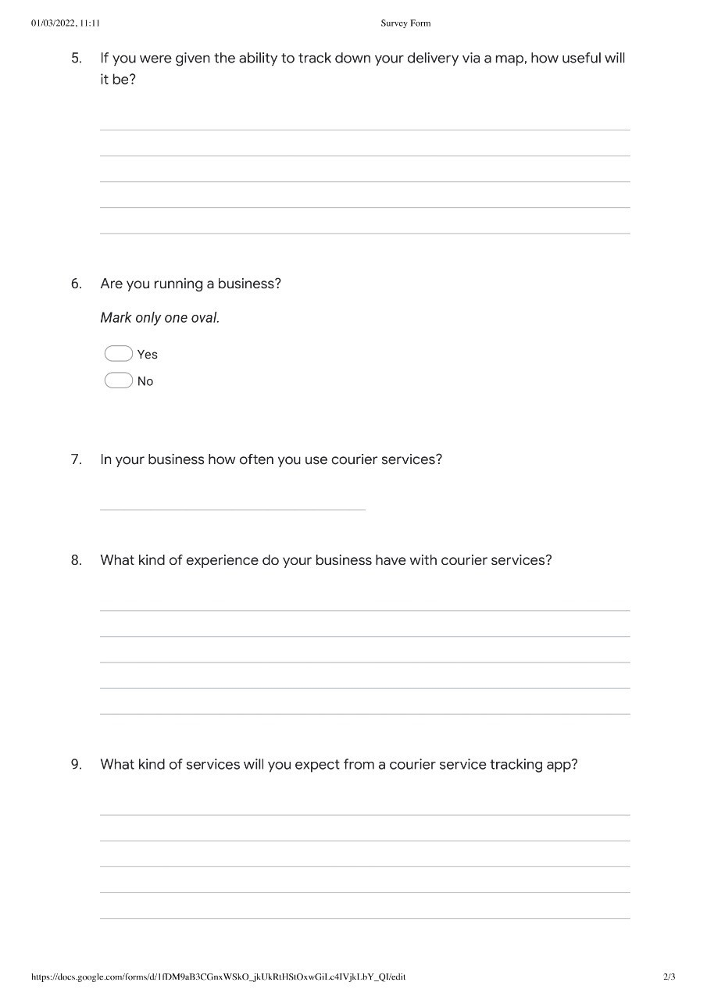 01/03/2022, 11:11 Survey Form
5. If you were given the ability to track down your delivery via a map, how useful will
it be?
6. Are you running a business?
Mark only one oval.
Yes
No
7. In your business how often you use courier services?
8. What kind of experience do your business have with courier services?
9. What kind of services will you expect from a courier service tracking app?
https://docs.google.com/forms/d/1fDM9aB3CGnxWSkO_jkUkRtHStOxwGiLc4IVjkLbY_QI/edit 2/3